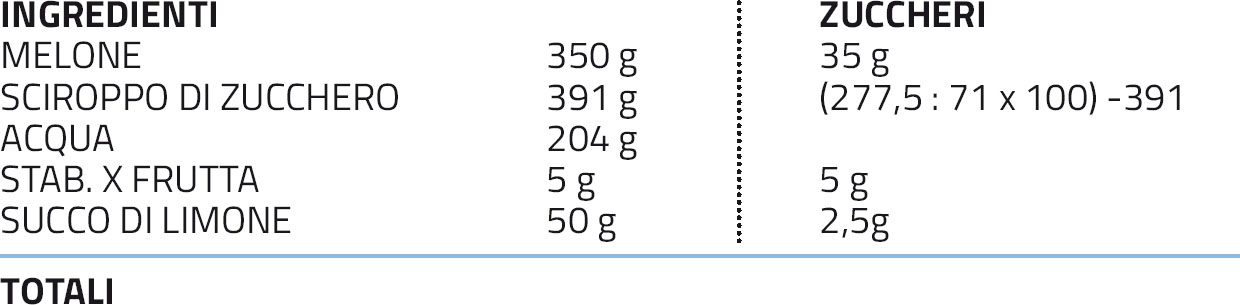 INGREDIENTI ZUCCHERI
MELONE 350 g 35 g
SCIROPPO DI ZUCCHERO 391 g (277,5 : 71 x 100) -391
ACQUA 204 g
STAB. X FRUTTA 5 g 5 g
SUCCO DI LIMONE 50 g 2,5g
TOTALI